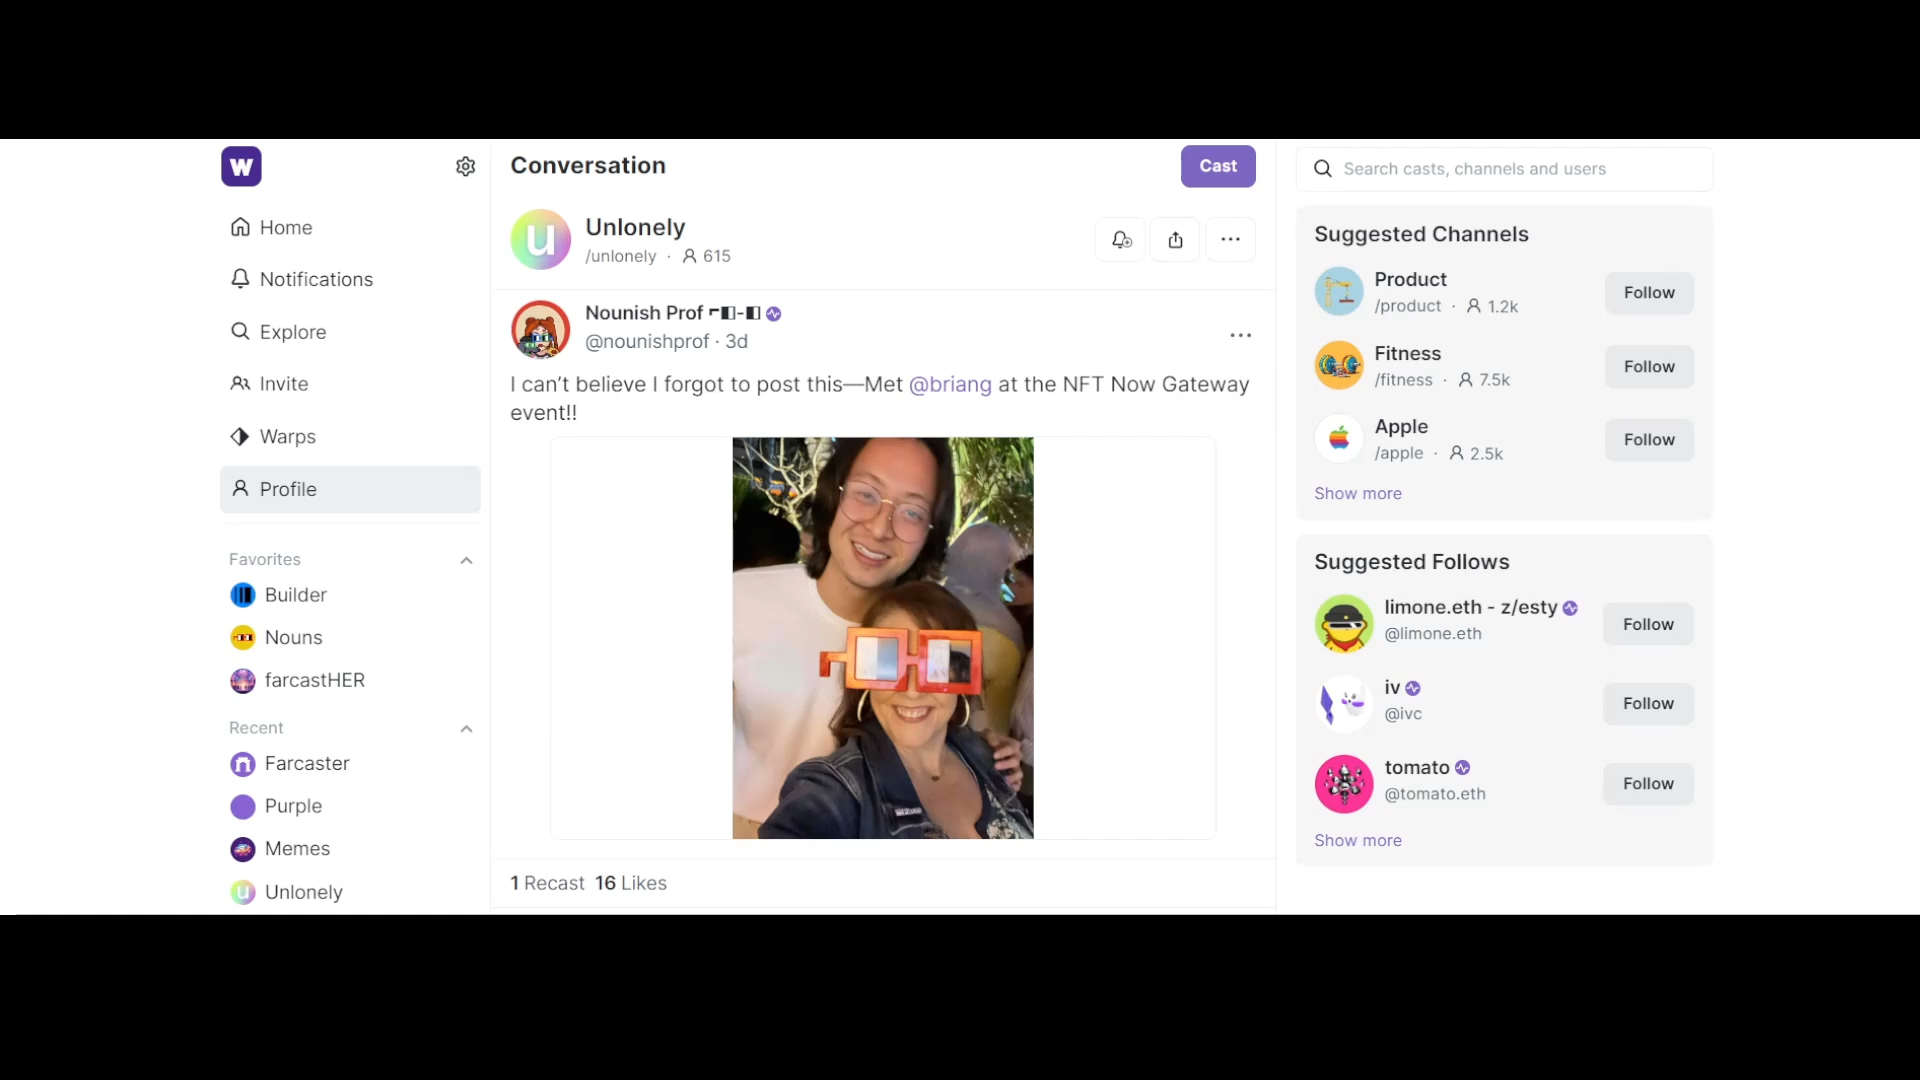 W
Home
Notifications
Explore
Invite
Warps
Profile
Favorites
Builder
Nouns
farcastHER
Recent
Farcaster
Purple
Memes
Unlonely
Conversation
Cast
Unlonely
/unlonely · 615
Nounish Prof ⌐◧-◧
@nounishprof · 3d
I can’t believe I forgot to post this—Met @briang at the NFT Now Gateway
event!!
1 Recast 16 Likes
Search casts, channels and users
Suggested Channels
Product
/product · 1.2k
Follow
Fitness
/fitness · 7.5k
Follow
Apple
/apple · 2.5k
Follow
Show more
Suggested Follows
limone.eth - z/esty
@limone.eth
Follow
iv
@ivc
Follow
tomato
@tomato.eth
Follow
Show more